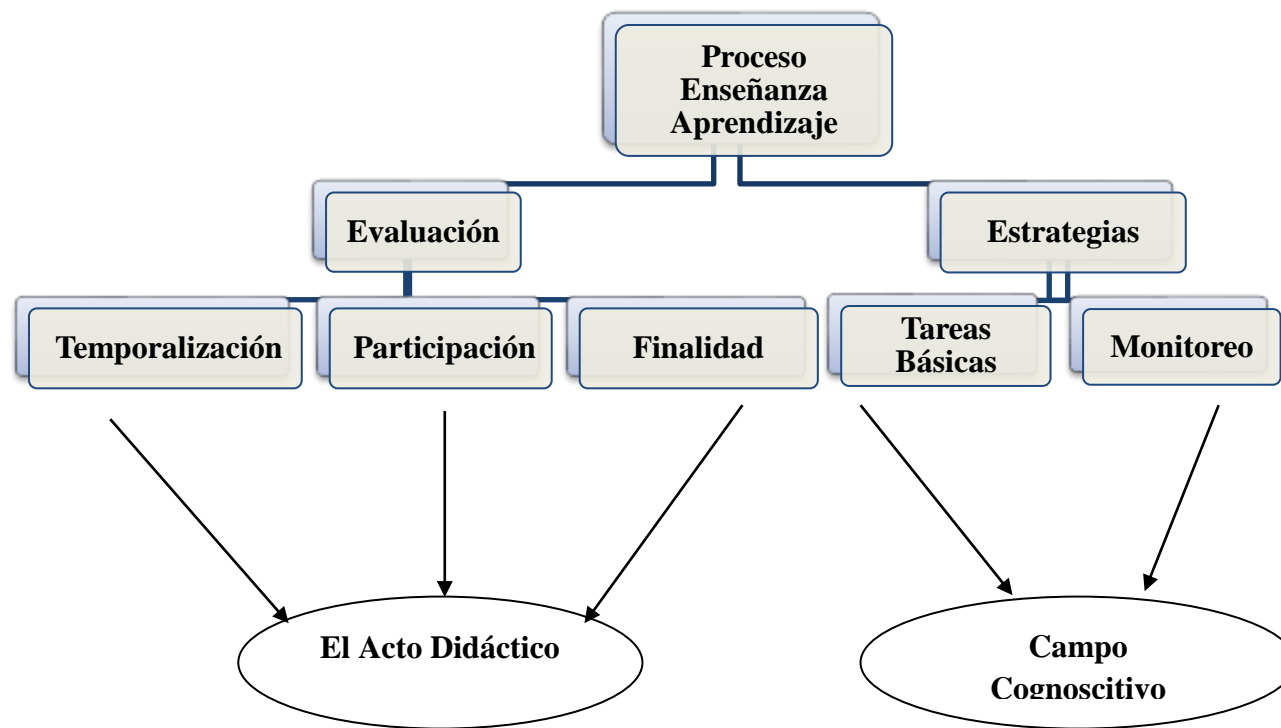 Proceso
Enseñanza
Aprendizaje
Evaluación
Estrategias
Temporalización
Participación
Finalidad
Tareas
Básicas
Monitoreo
El Acto Didáctico
Campo
Cognoscitivo